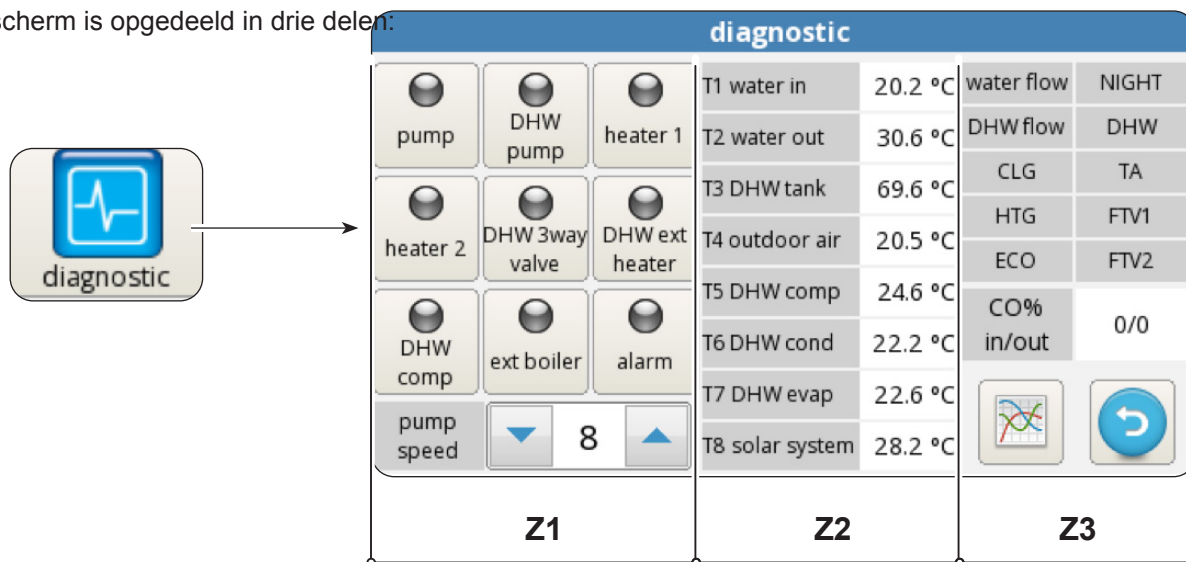 scherm is opgedeeld in drie delen:
diagnostic
diagnostic
pump
DHW
pump
heater 1
heater 2
DHW 3way
valve
DHW ext
heater
DHW
comp
ext boiler
alarm
pump
speed
8
T1 water in 20.2 °C
T2 water out 30.6 °C
T3 DHW tank 69.6 °C
T4 outdoor air 20.5 °C
T5 DHW comp 24.6 °C
T6 DHW cond 22.2 °C
T7 DHW evap 22.6 °C
T8 solar system 28.2 °C
water flow NIGHT
DHW flow DHW
CLG TA
HTG FTV1
ECO FTV2
CO%
in/out
0/0
Z1 Z2 Z3